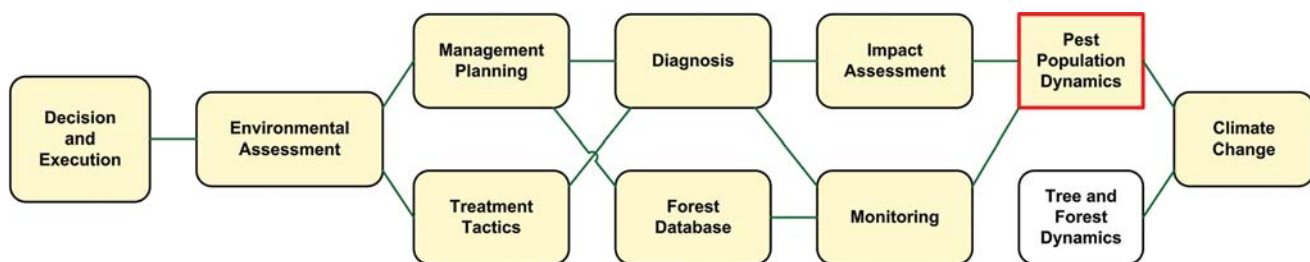 Decision
and
Execution
Environmental
Assessment
Management
Planning
Treatment
Tactics
Diagnosis
Forest
Database
Impact
Assessment
Monitoring
Pest
Population
Dynamics
Tree and
Forest
Dynamics
Climate
Change